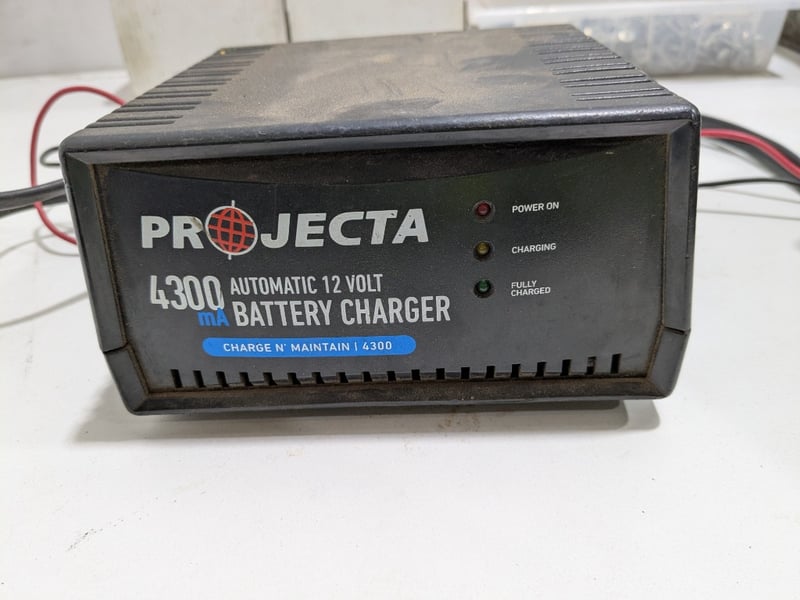 PROJECTA
4300 mA AUTOMATIC 12 VOLT
BATTERY CHARGER
CHARGE N' MAINTAIN | 4300
POWER ON
CHARGING
FULLY
CHARGED